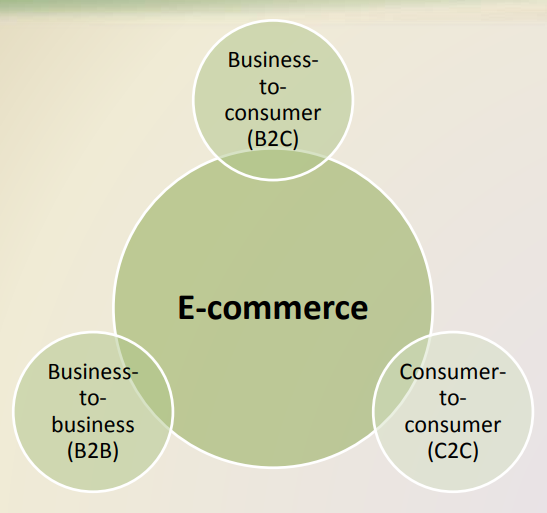 Business-
to-
consumer
(B2C)
E-commerce
Business-
to-
business
(B2B)
Consumer-
to-
consumer
(C2C)